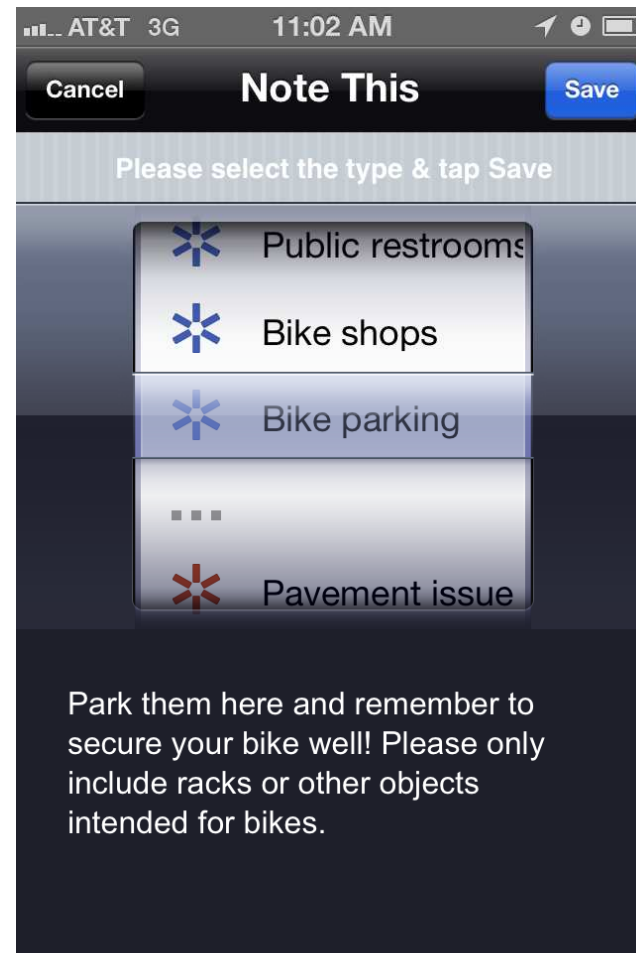 AT&T 3G 11:02 AM
Cancel Note This Save
Please select the type & tap Save
Public restrooms
Bike shops
Bike parking
...
Pavement issue
Park them here and remember to
secure your bike well! Please only
include racks or other objects
intended for bikes.